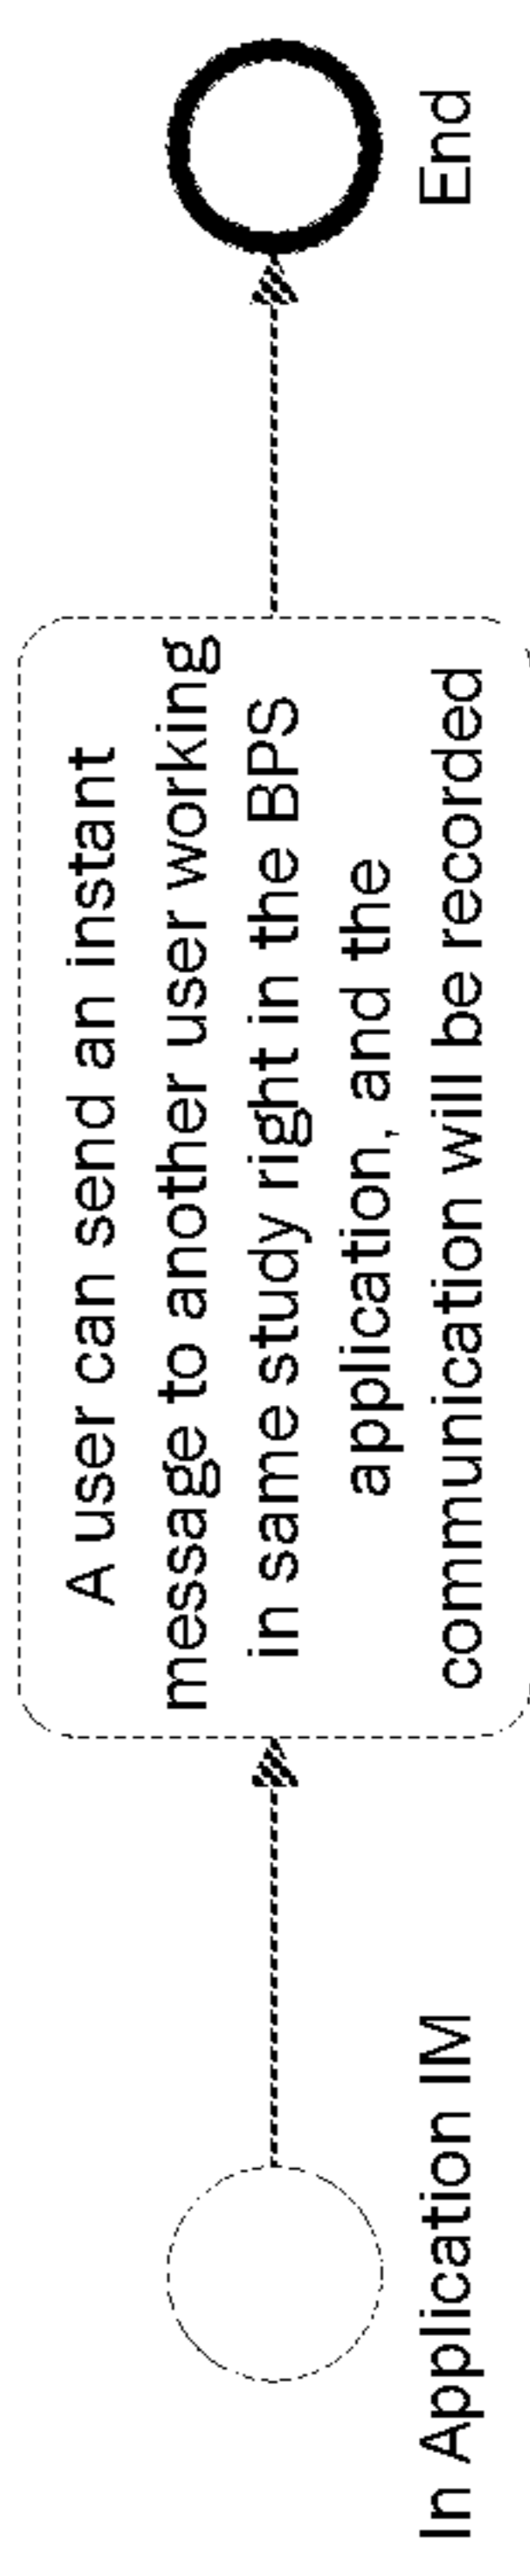 In Application IM
A user can send an instant
message to another user working
in same study right in the BPS
application, and the
communication will be recorded
End